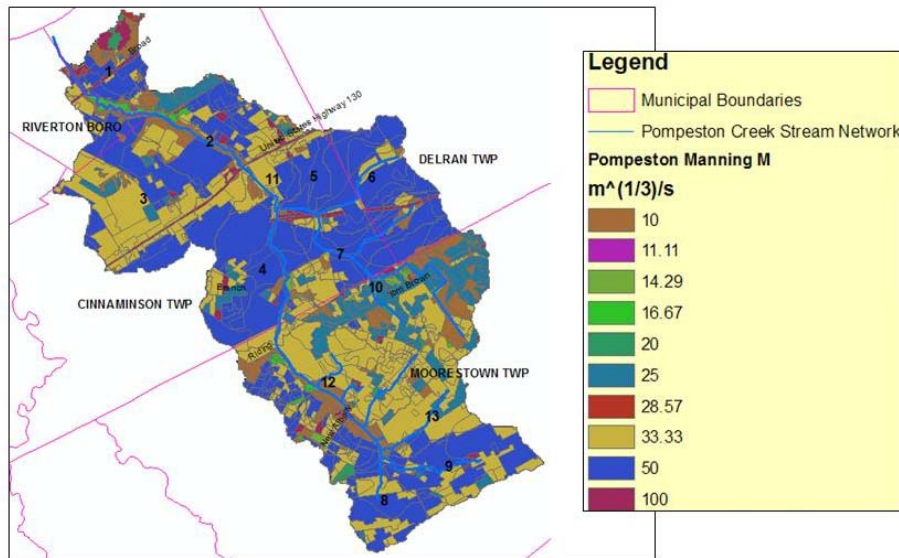 Broad
1
RIVERTON BORO
2
United States Highway 130
DELRAN TWP
11
5
6
3
7
4
10
CINNAMINSON TWP
MOORESTOWN TWP
12
13
9
8
Legend
Municipal Boundaries
Pompeston Creek Stream Network
Pompeston Manning M
m^(1/3)/s
10
11.11
14.29
16.67
20
25
28.57
33.33
50
100